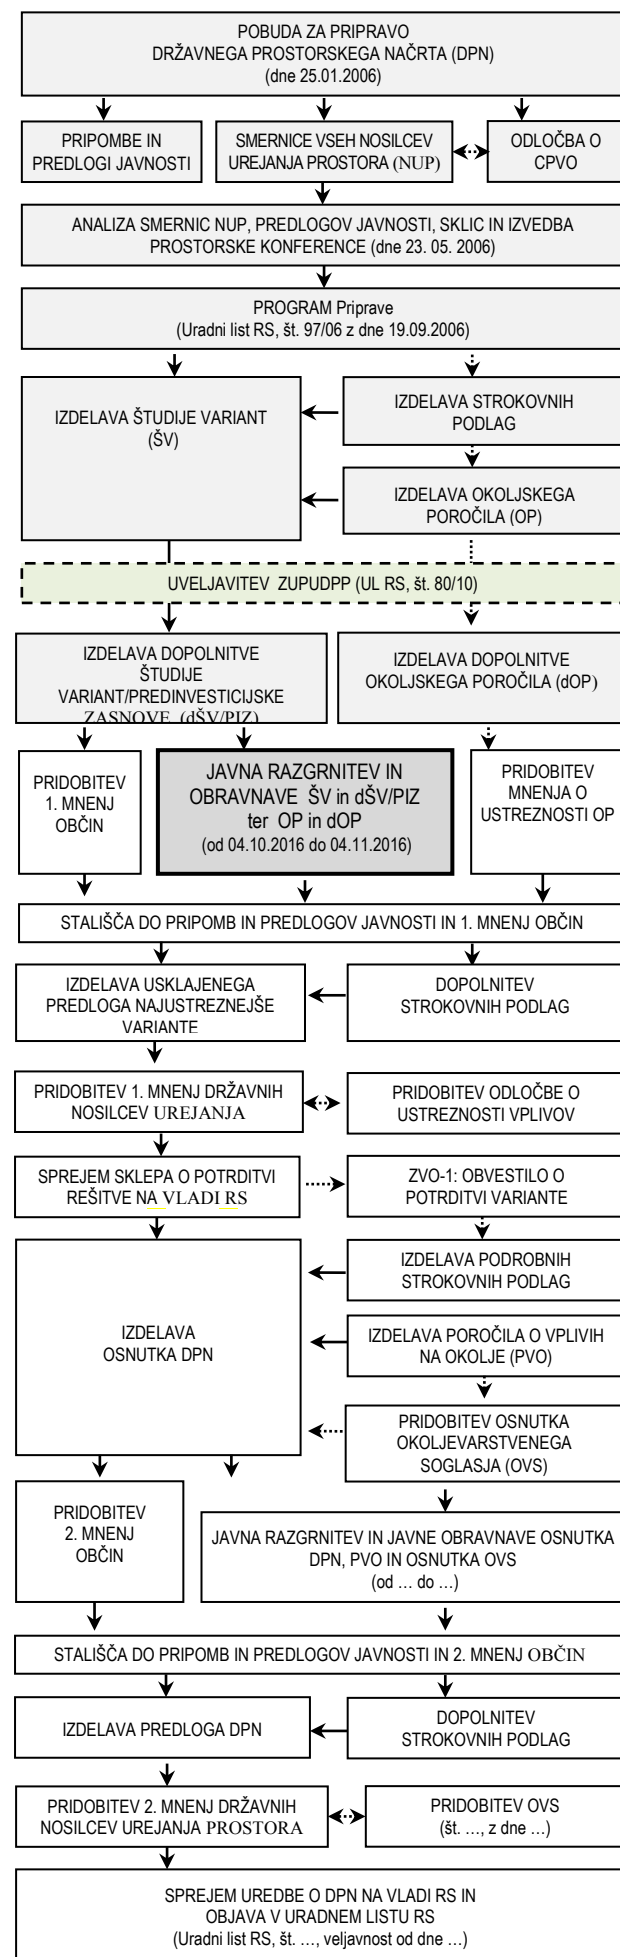 POBUDA ZA PRIPRAVO
DRŽAVNEGA PROSTORSKEGA NAČRTA (DPN)
(dne 25.01.2006)
PRIPOMBE IN
PREDLOGI JAVNOSTI
SMERNICE VSEH NOSILCEV
UREJANJA PROSTORA (NUP)
ODLOČBA O
CPVO
ANALIZA SMERNIC NUP, PREDLOGOV JAVNOSTI, SKLIC IN IZVEDBA
PROSTORSKE KONFERENCE (dne 23. 05. 2006)
PROGRAM Priprave
(Uradni list RS, št. 97/06 z dne 19.09.2006)
IZDELAVA ŠTUDIJE VARIANT
(ŠV)
IZDELAVA STROKOVNIH
PODLAG
IZDELAVA OKOLJSKEGA
POROČILA (OP)
UVELJAVITEV ZUPUDPP (UL RS, št. 80/10)
IZDELAVA DOPOLNITVE
ŠTUDIJE
VARIANT/PREDINVESTICIJSKE
ZASNOVE (dŠV/PIZ)
IZDELAVA DOPOLNITVE
OKOLJSKEGA POROČILA (dOP)
PRIDOBITEV
1. MNENJ
OBČIN
JAVNA RAZGRNITEV IN
OBRAVNAVE ŠV in dŠV/PIZ
ter OP in dOP
(od 04.10.2016 do 04.11.2016)
PRIDOBITEV
MNENJA O
USTREZNOSTI OP
STALIŠČA DO PRIPOMB IN PREDLOGOV JAVNOSTI IN 1. MNENJ OBČIN
IZDELAVA USKLAJENEGA
PREDLOGA NAJUSTREZNEJŠE
VARIANTE
DOPOLNITEV
STROKOVNIH PODLAG
PRIDOBITEV 1. MNENJ DRŽAVNIH
NOSILCEV UREJANJA
PRIDOBITEV ODLOČBE O
USTREZNOSTI VPLIVOV
SPREJEM SKLEPA O POTRDITVI
REŠITVE NA VLADI RS
ZVO-1: OBVESTILO O
POTRDITVI VARIANTE
IZDELAVA
OSNUTKA DPN
IZDELAVA PODROBNIH
STROKOVNIH PODLAG
IZDELAVA POROČILA O VPLIVIH
NA OKOLJE (PVO)
PRIDOBITEV OSNUTKA
OKOLJEVARSTVENEGA
SOGLASJA (OVS)
PRIDOBITEV
2. MNENJ
OBČIN
JAVNA RAZGRNITEV IN JAVNE OBRAVNAVE OSNUTKA
DPN, PVO IN OSNUTKA OVS
(od … do …)
STALIŠČA DO PRIPOMB IN PREDLOGOV JAVNOSTI IN 2. MNENJ OBČIN
IZDELAVA PREDLOGA DPN
DOPOLNITEV
STROKOVNIH PODLAG
PRIDOBITEV 2. MNENJ DRŽAVNIH
NOSILCEV UREJANJA PROSTORA
PRIDOBITEV OVS
(št. …, z dne …)
SPREJEM UREDBE O DPN NA VLADI RS IN
OBJAVA V URADNEM LISTU RS
(Uradni list RS, št. …, veljavnost od dne …)